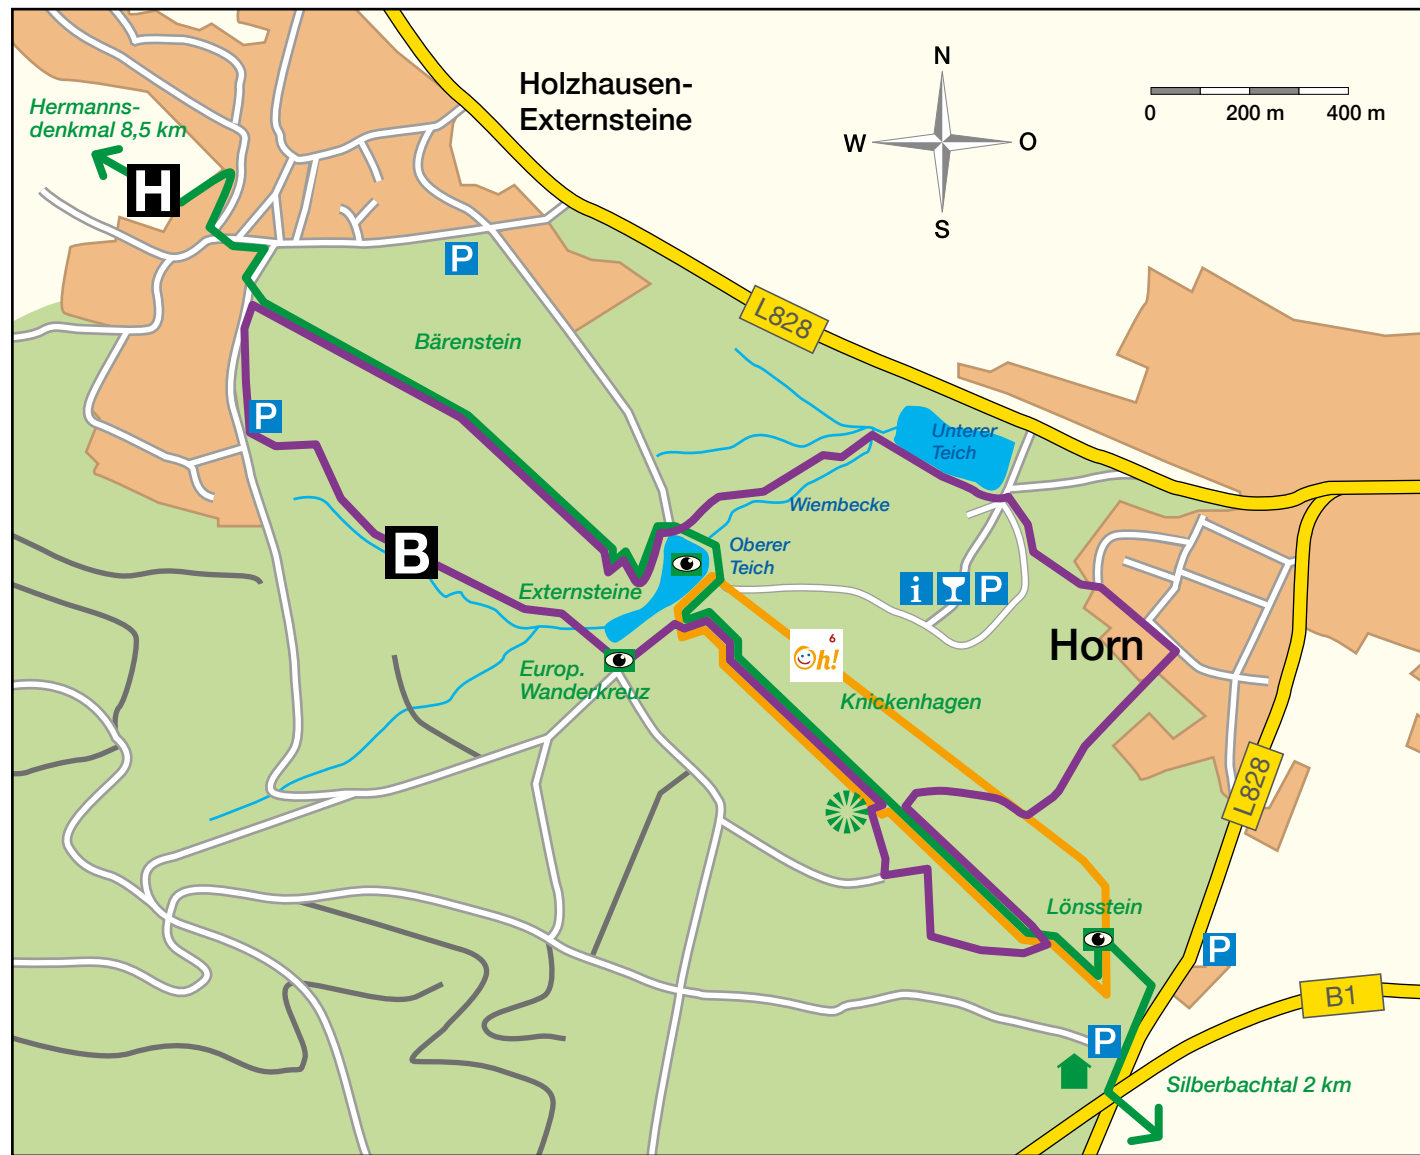 Holzhausen-
Externsteine
N
W
O
S
0
200 m
400 m
Hermanns-
denkmal 8,5 km
H
P
L828
Bärenstein
P
Unterer
Teich
Wiembecke
B
Oberer
Teich
Externsteine
i
P
Horn
6
Oh!
Europ.
Wanderkreuz
Knickenhagen
L828
Lönsstein
P
B1
P
Silberbachtal 2 km